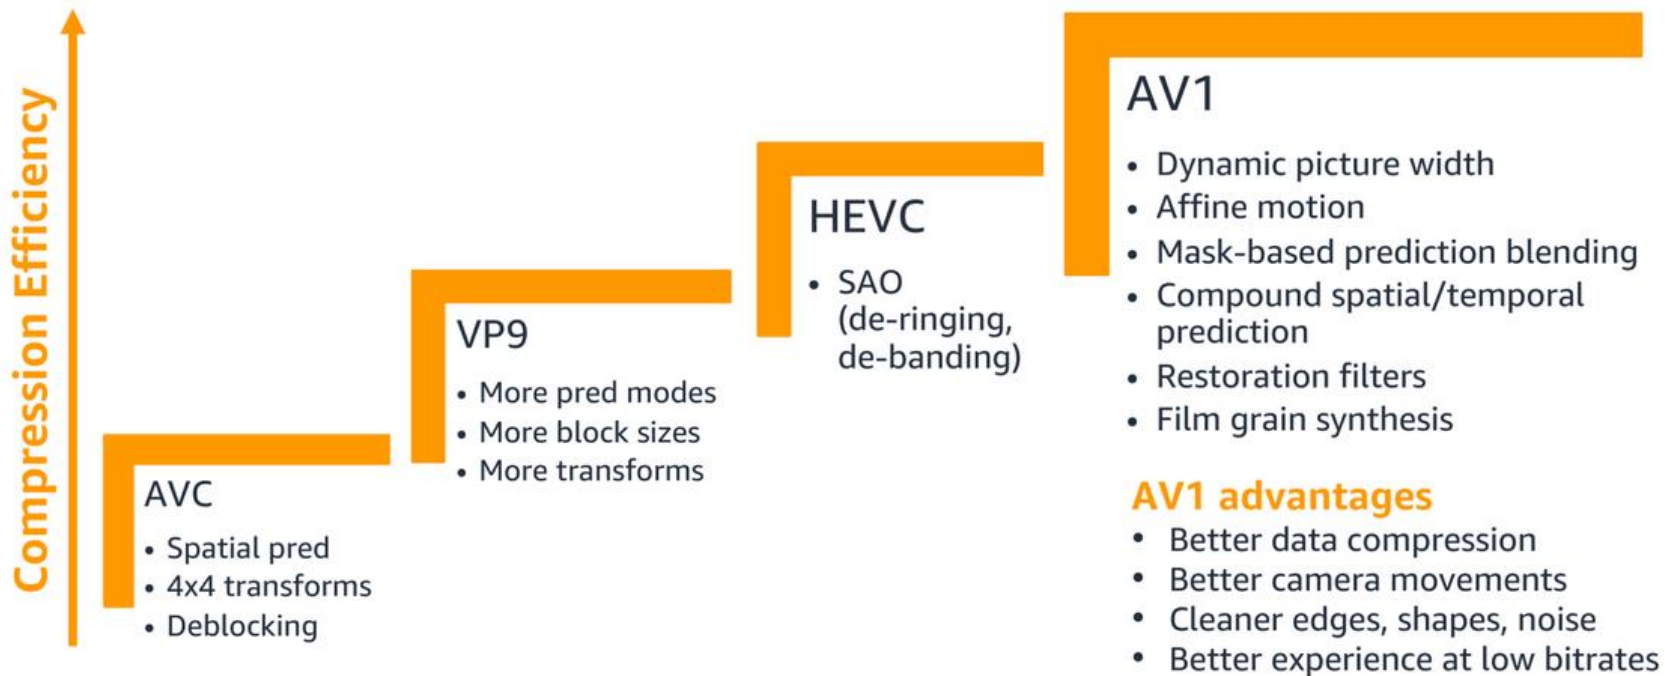 Compression Efficiency
AVC
• Spatial pred
• 4x4 transforms
• Deblocking
VP9
• More pred modes
• More block sizes
• More transforms
HEVC
• SAO
(de-ringing,
de-banding)
AV1
• Dynamic picture width
• Affine motion
• Mask-based prediction blending
• Compound spatial/temporal
prediction
• Restoration filters
• Film grain synthesis
AV1 advantages
• Better data compression
• Better camera movements
• Cleaner edges, shapes, noise
• Better experience at low bitrates